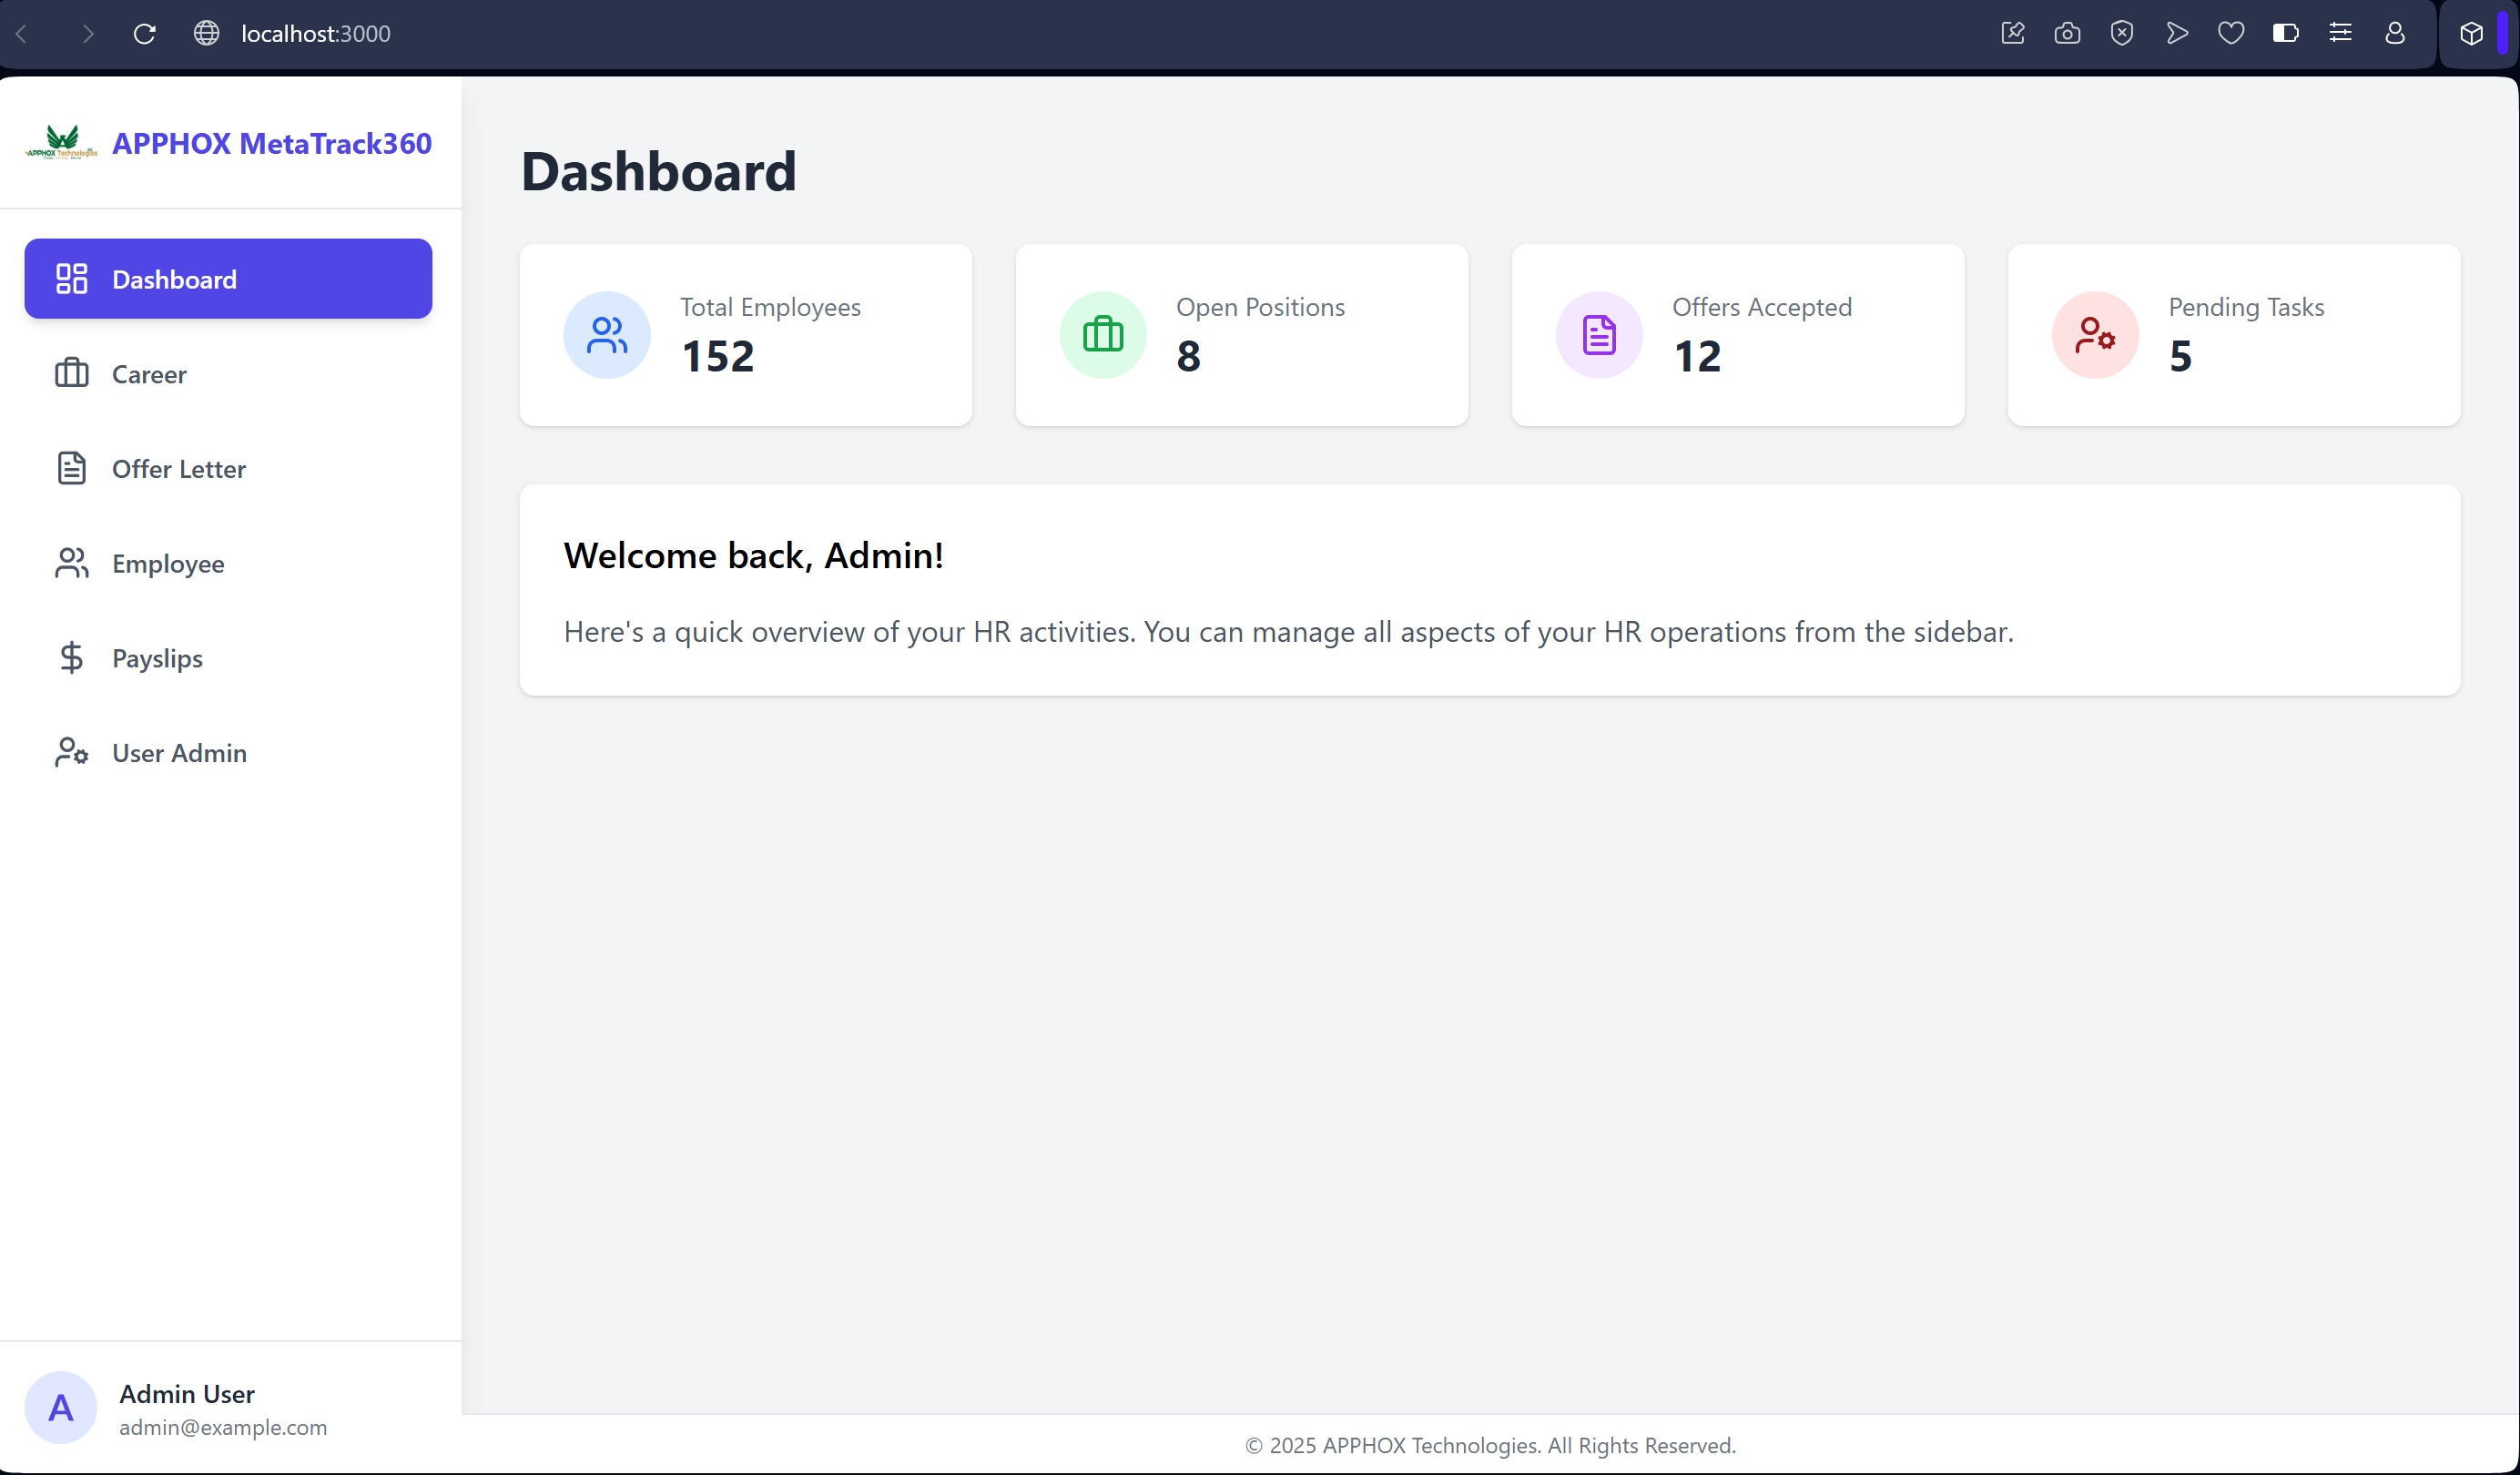 localhost:3000
APPHOX Technologies
APPHOX MetaTrack360
Dashboard
Career
Offer Letter
Employee
Payslips
User Admin
A
Admin User
admin@example.com
Dashboard
Total Employees
152
Open Positions
8
Offers Accepted
12
Pending Tasks
5
Welcome back, Admin!
Here's a quick overview of your HR activities. You can manage all aspects of your HR operations from the sidebar.
© 2025 APPHOX Technologies. All Rights Reserved.